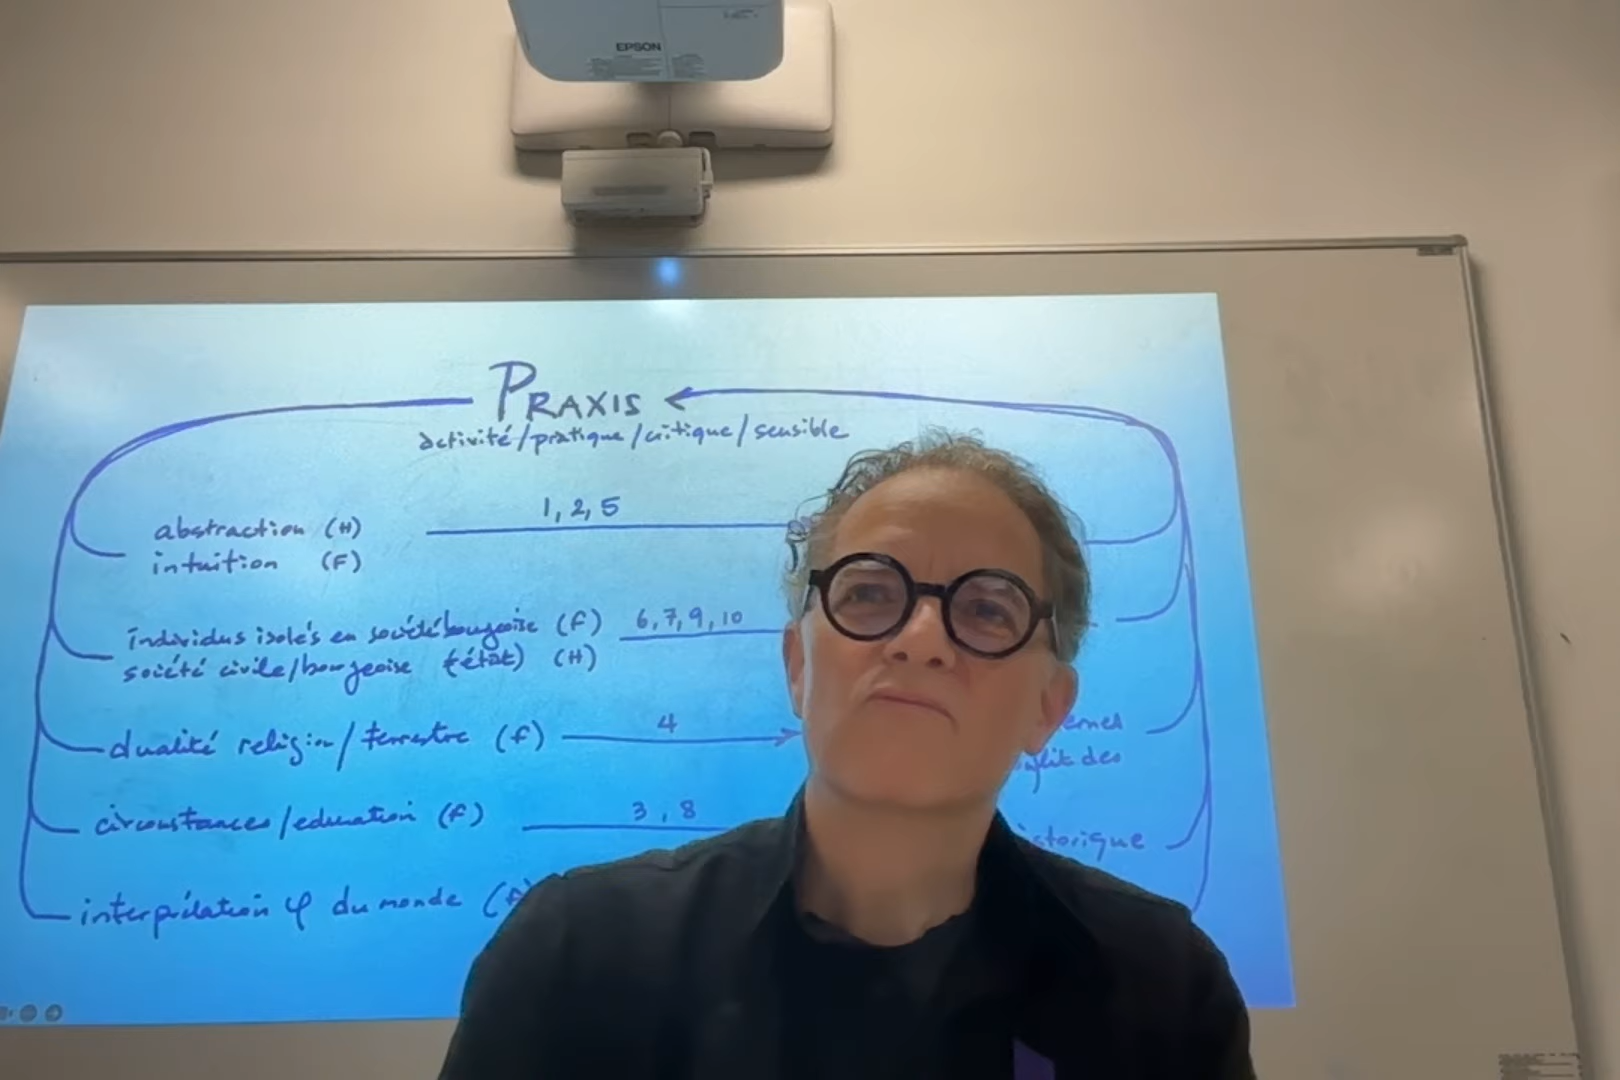 EPSON
PRAXIS
activité/pratique/critique/sensible
abstraction (H)
1, 2, 5
intuition (F)
individus isolés en société bourgeoise (F)
6, 7, 9, 10
société civile/bourgeoise (état) (H)
dualité religion/terrestre (F)
4
circonstances/education (F)
3, 8
interprétation φ du monde